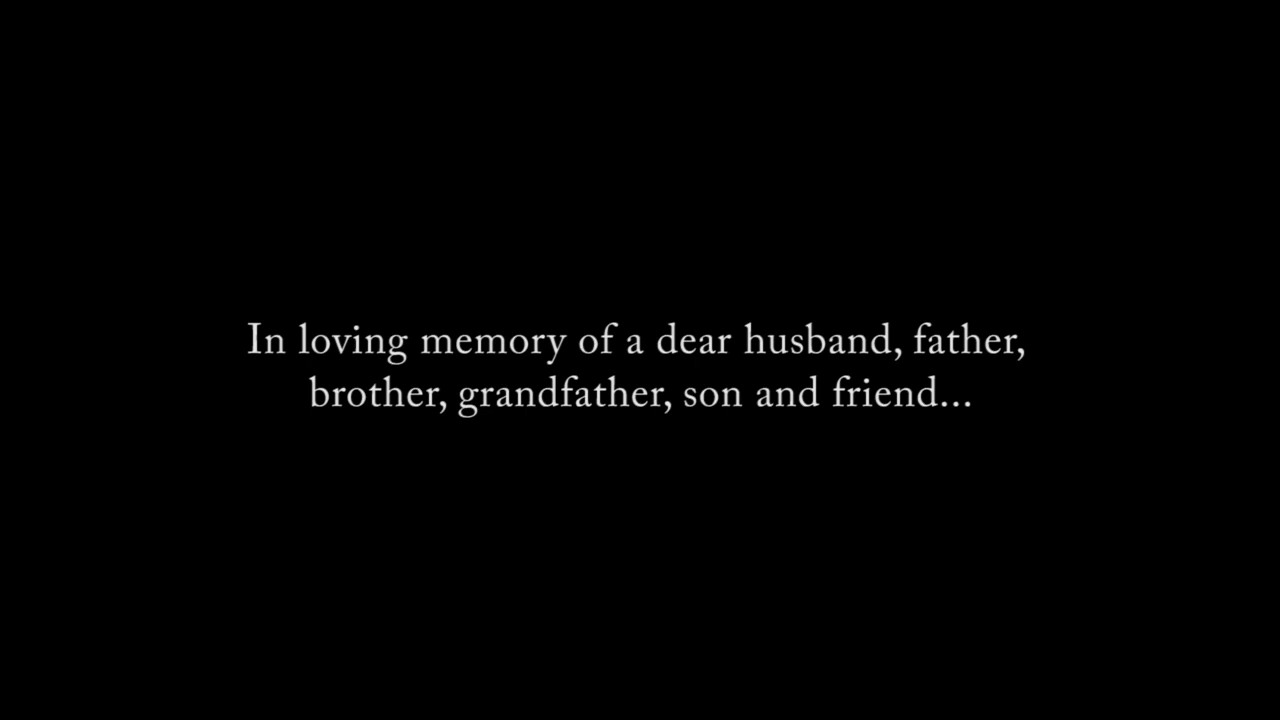 In loving memory of a dear husband, father,
brother, grandfather, son and friend...